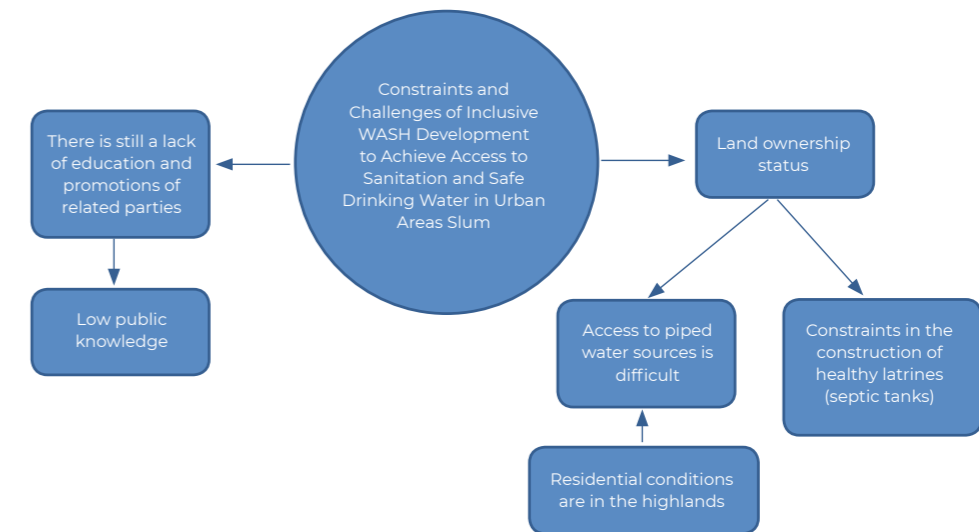 Constraints and
Challenges of Inclusive
WASH Development
to Achieve Access to
Sanitation and Safe
Drinking Water in Urban
Areas Slum
There is still a lack
of education and
promotions of
related parties
Low public
knowledge
Land ownership
status
Access to piped
water sources is
difficult
Constraints in the
construction of
healthy latrines
(septic tanks)
Residential conditions
are in the highlands